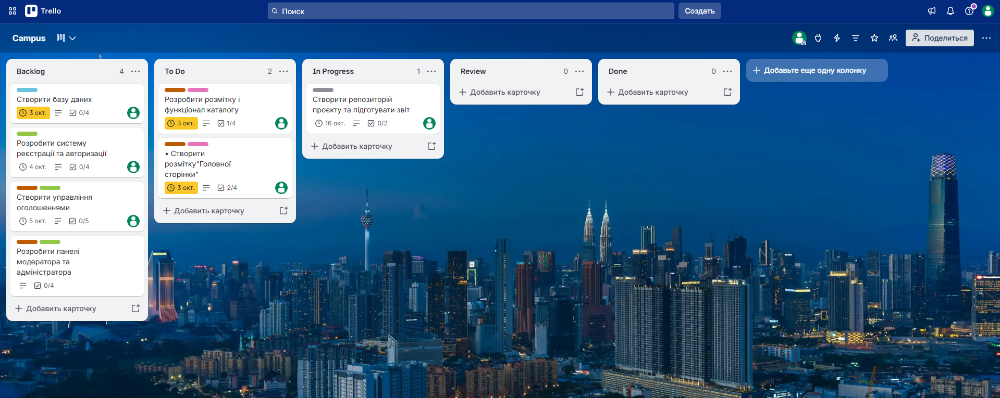 Trello
Поиск
Создать
Campus
Поделиться
Backlog
4
Створити базу даних
3 окт.
0/4
Розробити систему
реєстрації та авторизації
4 окт.
0/4
Створити управління
оголошеннями
5 окт.
0/5
Розробити панелі
модератора та
адміністратора
0/4
Добавить карточку
To Do
2
Розробити розмітку і
функціонал каталогу
3 окт.
1/4
• Створити
розмітку"Головної
сторінки"
3 окт.
2/4
Добавить карточку
In Progress
1
Створити репозиторій
проєкту та підготувати звіт
16 окт.
0/2
Добавить карточку
Review
0
Добавить карточку
Done
0
Добавить карточку
Добавьте еще одну колонку